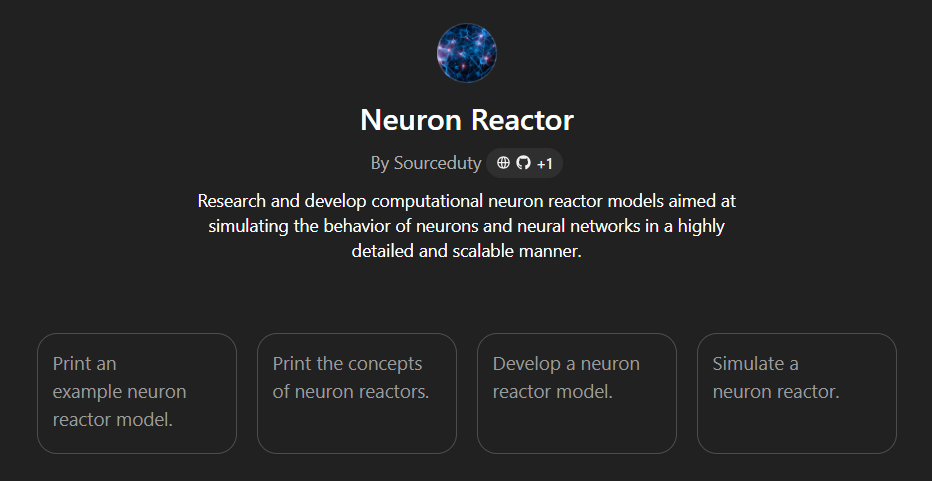 Neuron Reactor
By Sourceduty +1
Research and develop computational neuron reactor models aimed at
simulating the behavior of neurons and neural networks in a highly
detailed and scalable manner.
Print an
example neuron
reactor model.
Print the concepts
of neuron reactors.
Develop a neuron
reactor model.
Simulate a
neuron reactor.